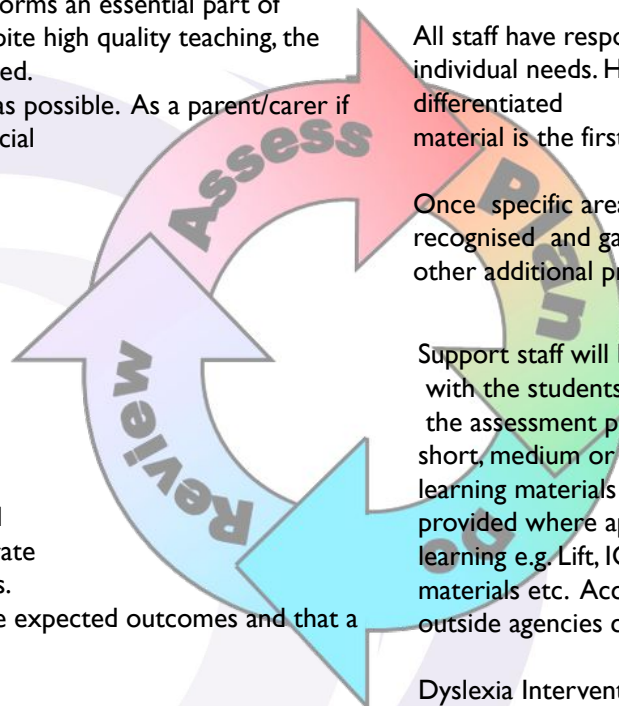 orms an essential part of
pite high quality teaching, the
ed.
as possible. As a parent/carer if
cial
ate
s.
e expected outcomes and that a
Assess
Plan
Do
Review
All staff have respo
individual needs. H
differentiated
material is the first
Once specific area
recognised and ga
other additional pr
Support staff will
with the students
the assessment p
short, medium or
learning materials
provided where ap
learning e.g. Lift, IC
materials etc. Acc
outside agencies
Dyslexia Intervent